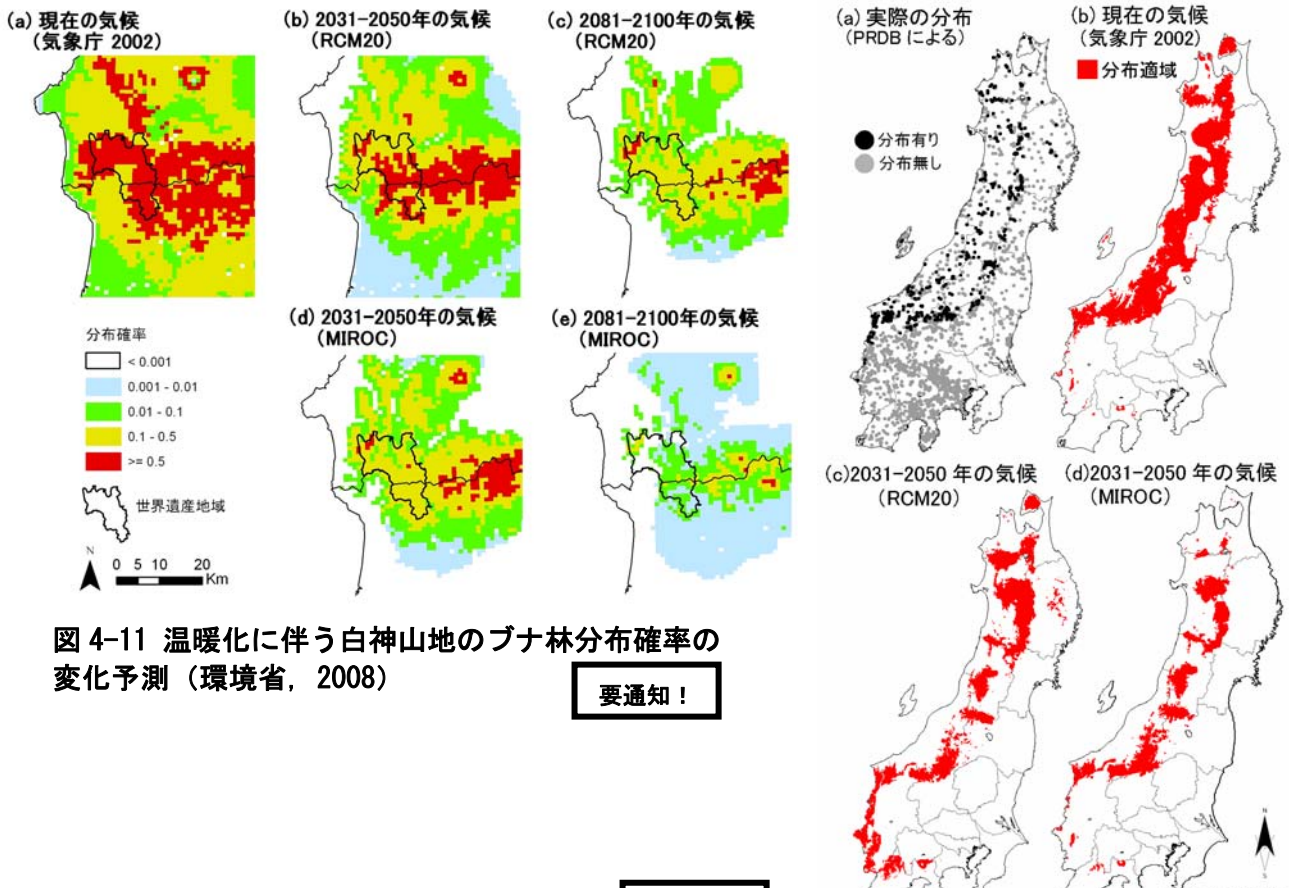 (a) 現在の気候
(気象庁 2002)
(b) 2031-2050年の気候
(RCM20)
(c) 2081-2100年の気候
(RCM20)
(d) 2031-2050年の気候
(MIROC)
(e) 2081-2100年の気候
(MIROC)
分布確率
< 0.001
0.001 - 0.01
0.01 - 0.1
0.1 - 0.5
>= 0.5
世界遺産地域
N
0 5 10 20
Km
図 4-11 温暖化に伴う白神山地のブナ林分布確率の
変化予測（環境省, 2008）
要通知！
(a) 実際の分布
(PRDB による)
分布有り
分布無し
(b) 現在の気候
(気象庁 2002)
分布適域
(c)2031-2050 年の気候
(RCM20)
(d)2031-2050 年の気候
(MIROC)
N
S